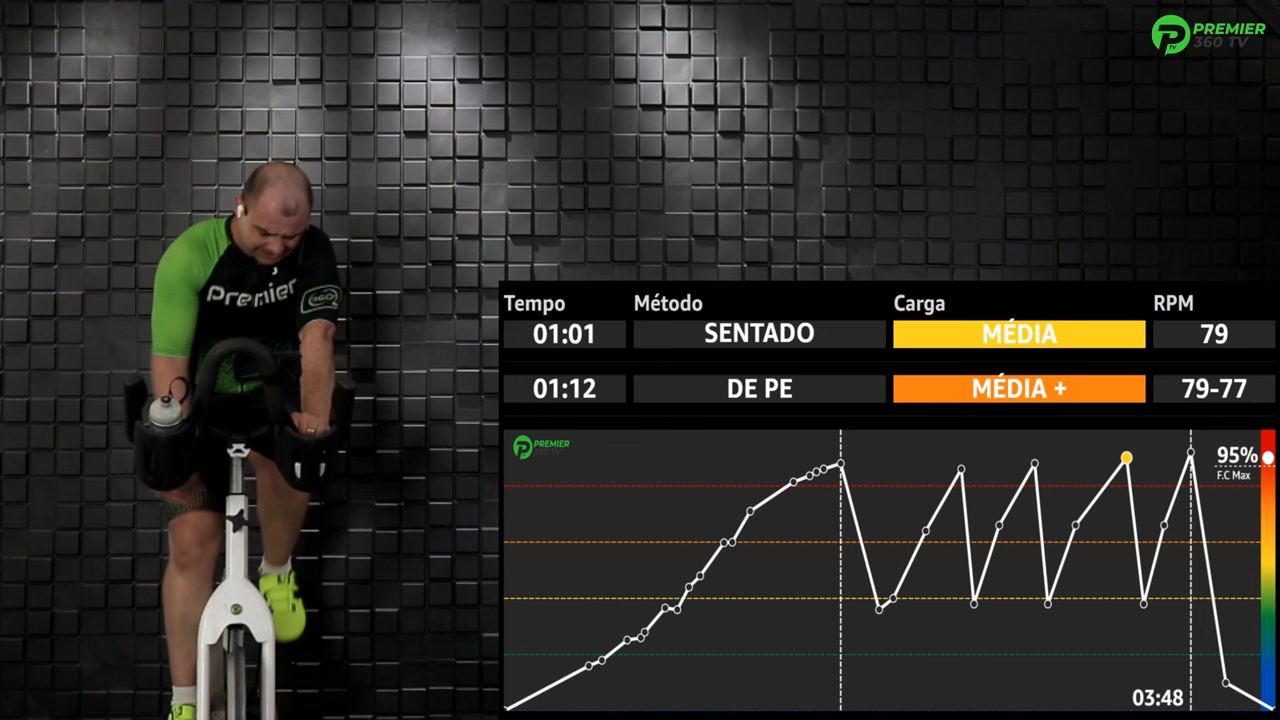 PREMIER
360 TV
Premier
360
Tempo Método Carga RPM
01:01 SENTADO MÉDIA 79
01:12 DE PE MÉDIA + 79-77
PREMIER
360 TV
95%
F.C Max
03:48